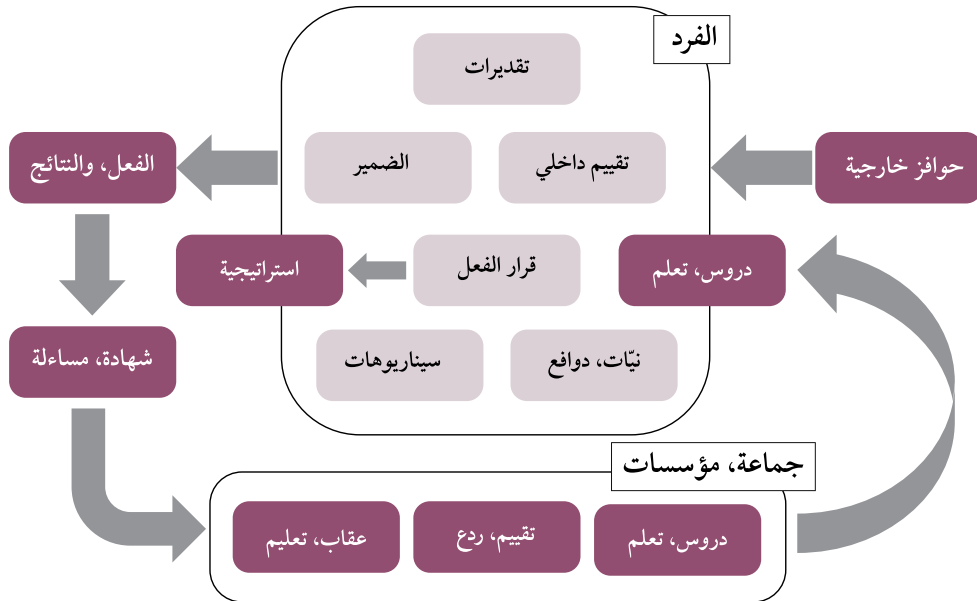 الفرد
تقديرات
حوافز خارجية
تقييم داخلي
الضمير
الفعل، والنتائج
دروس، تعلم
قرار الفعل
استراتيجية
نيّات، دوافع
سيناريوهات
شهادة، مساءلة
جماعة، مؤسسات
دروس، تعلم
تقييم، ردع
عقاب، تعليم